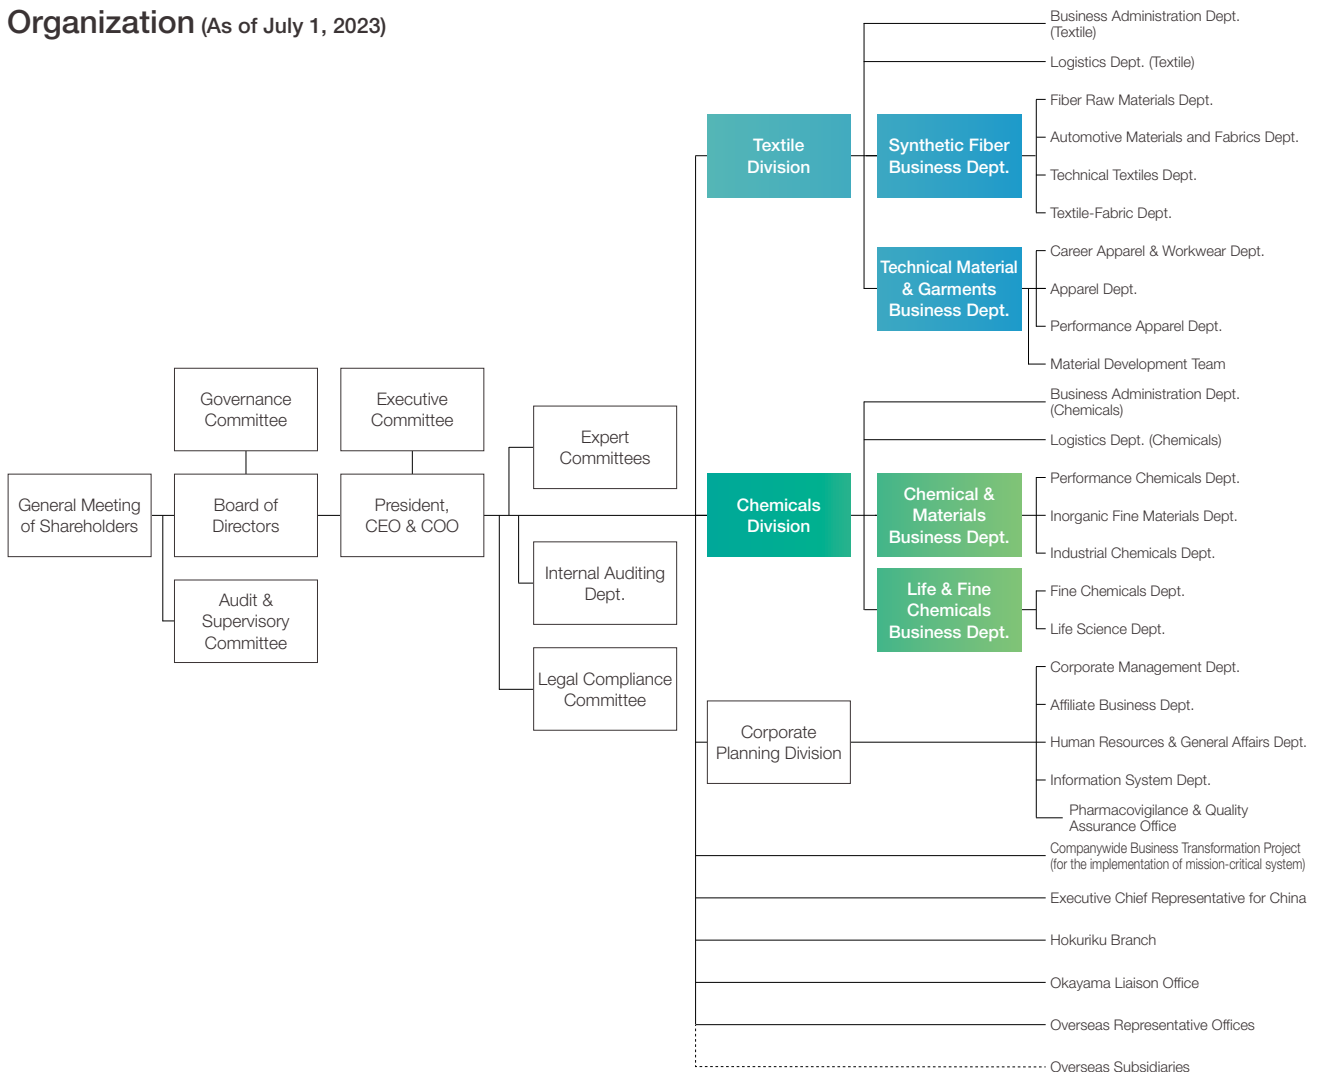 Organization (As of July 1, 2023)
General Meeting
of Shareholders
Governance
Committee
Board of
Directors
Audit &
Supervisory
Committee
Executive
Committee
President,
CEO & COO
Expert
Committees
Internal Auditing
Dept.
Legal Compliance
Committee
Textile
Division
Business Administration Dept.
(Textile)
Logistics Dept. (Textile)
Synthetic Fiber
Business Dept.
Fiber Raw Materials Dept.
Automotive Materials and Fabrics Dept.
Technical Textiles Dept.
Textile-Fabric Dept.
Technical Material
& Garments
Business Dept.
Career Apparel & Workwear Dept.
Apparel Dept.
Performance Apparel Dept.
Material Development Team
Chemicals
Division
Business Administration Dept.
(Chemicals)
Logistics Dept. (Chemicals)
Chemical &
Materials
Business Dept.
Performance Chemicals Dept.
Inorganic Fine Materials Dept.
Industrial Chemicals Dept.
Life & Fine
Chemicals
Business Dept.
Fine Chemicals Dept.
Life Science Dept.
Corporate
Planning Division
Corporate Management Dept.
Affiliate Business Dept.
Human Resources & General Affairs Dept.
Information System Dept.
Pharmacovigilance & Quality
Assurance Office
Companywide Business Transformation Project
(for the implementation of mission-critical system)
Executive Chief Representative for China
Hokuriku Branch
Okayama Liaison Office
Overseas Representative Offices
Overseas Subsidiaries